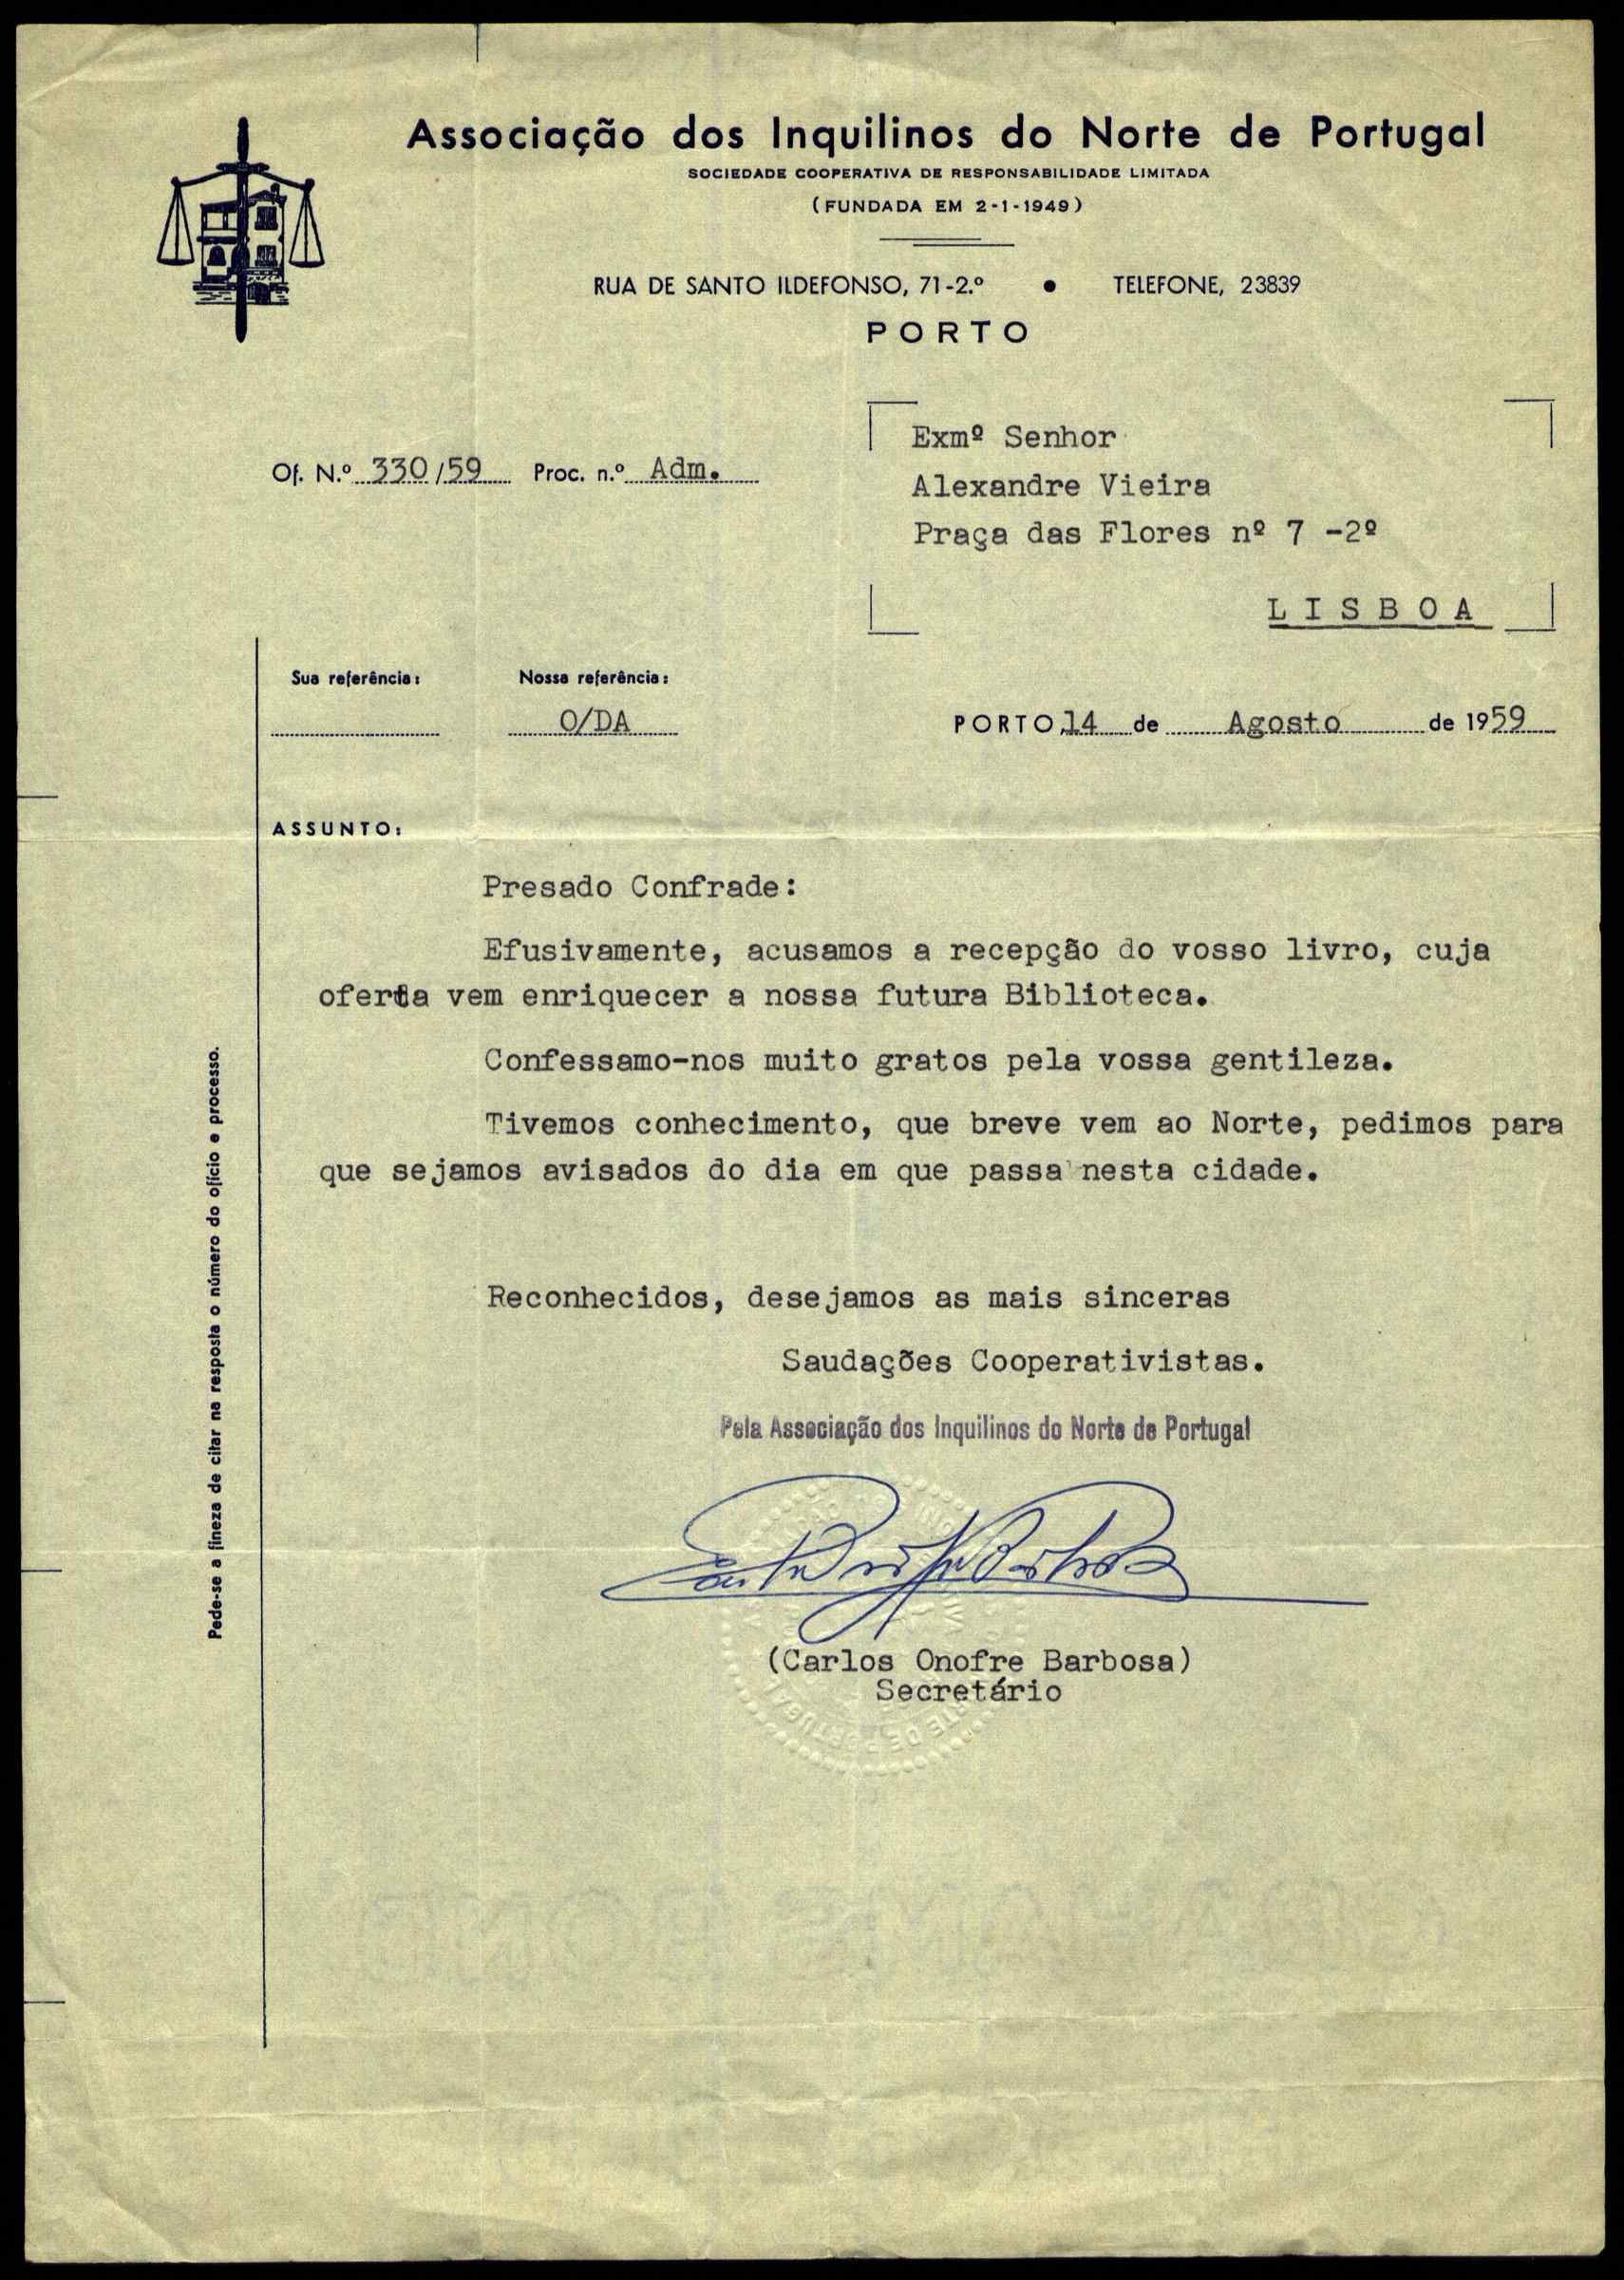 Associação dos Inquilinos do Norte de Portugal
SOCIEDADE COOPERATIVA DE RESPONSABILIDADE LIMITADA
(FUNDADA EM 2-1-1949)
RUA DE SANTO ILDEFONSO, 71-2.º • TELEFONE, 23839
PORTO
Exmº Senhor
Alexandre Vieira
Praça das Flores nº 7 -2º
LISBOA
Of. N.º 330/59 Proc. n.º Adm.
Sua referência: Nossa referência:
O/DA
PORTO, 14 de Agosto de 1959
ASSUNTO:
Presado Confrade:
Efusivamente, acusamos a recepção do vosso livro, cuja
oferta vem enriquecer a nossa futura Biblioteca.
Confessamo-nos muito gratos pela vossa gentileza.
Tivemos conhecimento, que breve vem ao Norte, pedimos para
que sejamos avisados do dia em que passa nesta cidade.
Reconhecidos, desejamos as mais sinceras
Saudações Cooperativistas.
Pela Associação dos Inquilinos do Norte de Portugal
(Carlos Onofre Barbosa)
Secretário
Pede-se a fineza de citar na resposta o número do ofício e processo.